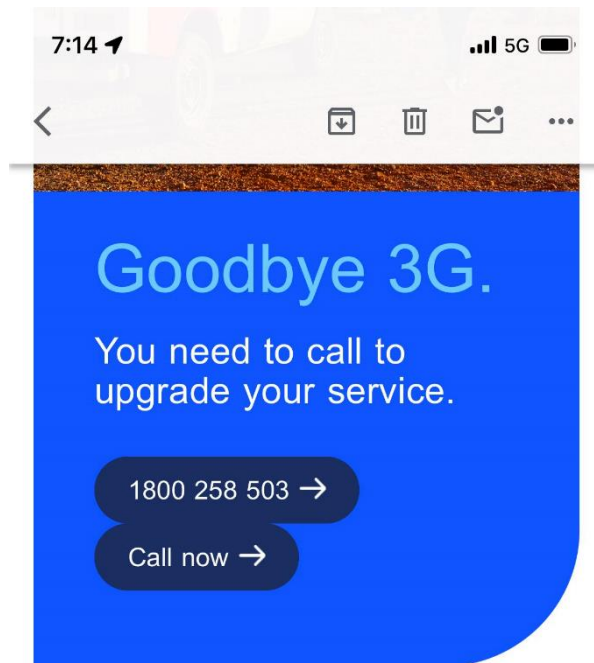 7:14
5G
Goodbye 3G.
You need to call to
upgrade your service.
1800 258 503 →
Call now →